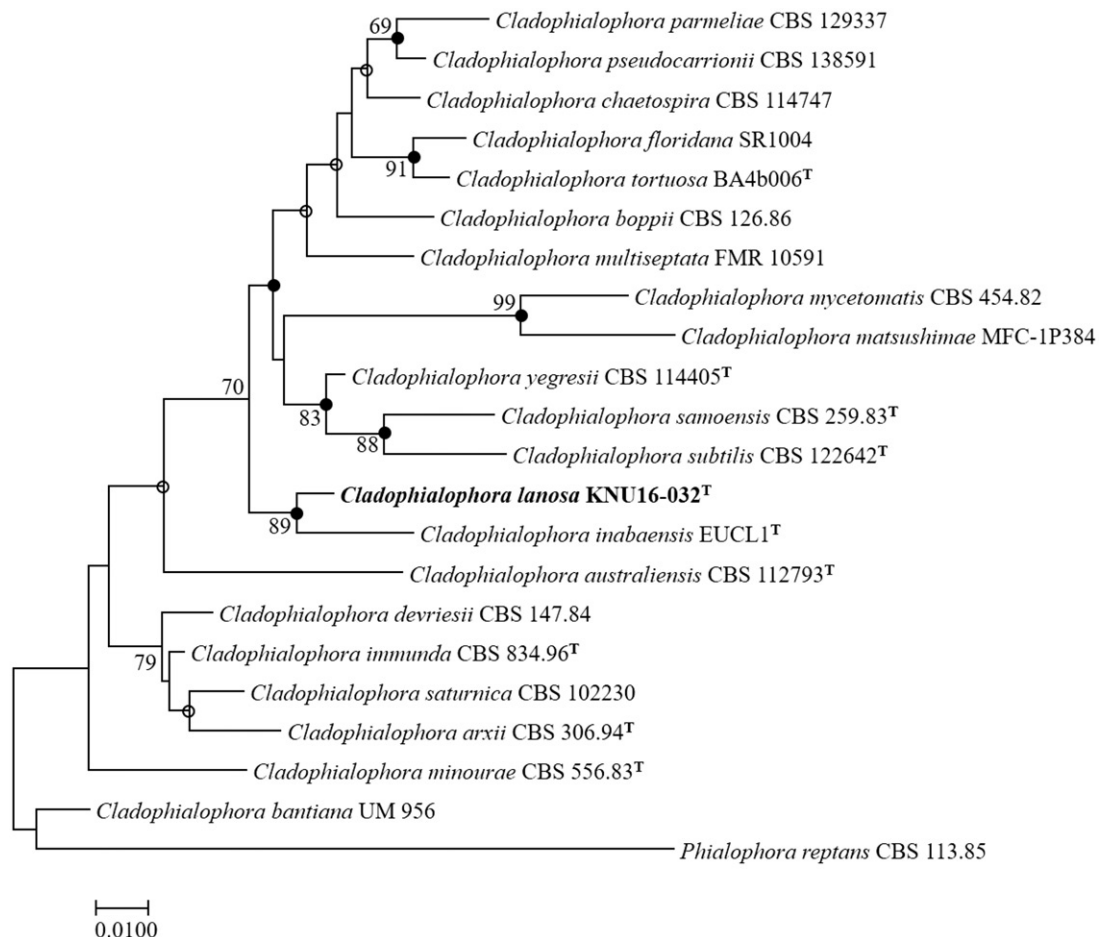 69
Cladophialophora parmeliae CBS 129337
Cladophialophora pseudocarrionii CBS 138591
Cladophialophora chaetospira CBS 114747
Cladophialophora floridana SR1004
91
Cladophialophora tortuosa BA4b006ᵀ
Cladophialophora boppii CBS 126.86
Cladophialophora multiseptata FMR 10591
99
Cladophialophora mycetomatis CBS 454.82
Cladophialophora matsushimae MFC-1P384
70
Cladophialophora yegresii CBS 114405ᵀ
83
Cladophialophora samoensis CBS 259.83ᵀ
88
Cladophialophora subtilis CBS 122642ᵀ
Cladophialophora lanosa KNU16-032ᵀ
89
Cladophialophora inabaensis EUCL1ᵀ
Cladophialophora australiensis CBS 112793ᵀ
Cladophialophora devriesii CBS 147.84
79
Cladophialophora immunda CBS 834.96ᵀ
Cladophialophora saturnica CBS 102230
Cladophialophora arxii CBS 306.94ᵀ
Cladophialophora minourae CBS 556.83ᵀ
Cladophialophora bantiana UM 956
Phialophora reptans CBS 113.85
0.0100